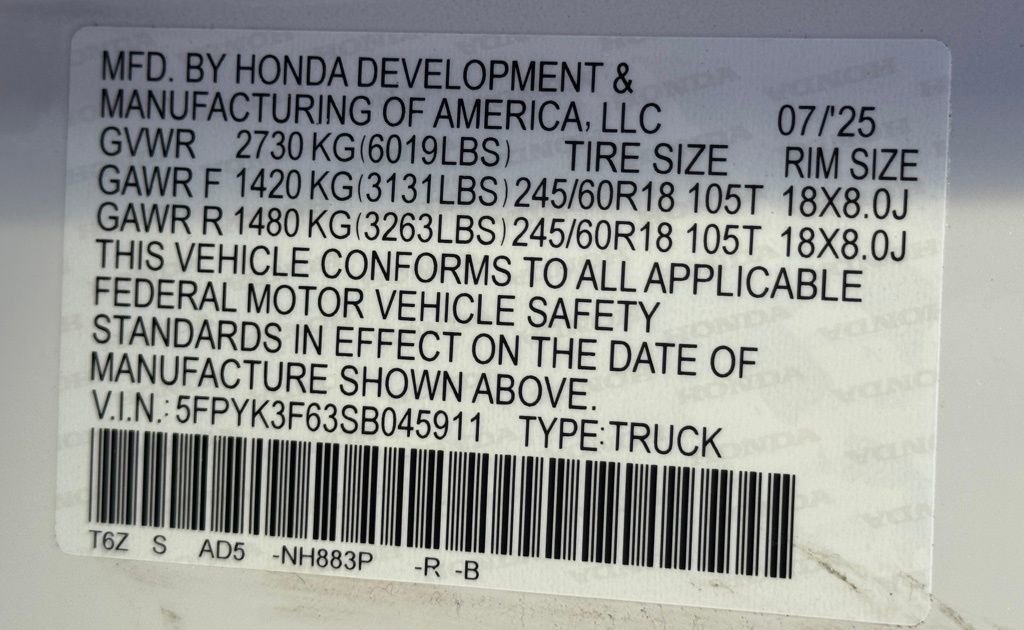 MFD. BY HONDA DEVELOPMENT &
MANUFACTURING OF AMERICA, LLC 07/'25
GVWR 2730 KG(6019LBS) TIRE SIZE RIM SIZE
GAWR F 1420 KG(3131LBS) 245/60R18 105T 18X8.0J
GAWR R 1480 KG(3263LBS) 245/60R18 105T 18X8.0J
THIS VEHICLE CONFORMS TO ALL APPLICABLE
FEDERAL MOTOR VEHICLE SAFETY
STANDARDS IN EFFECT ON THE DATE OF
MANUFACTURE SHOWN ABOVE.
V.I.N.: 5FPYK3F63SB045911 TYPE: TRUCK
T6Z S AD5 -NH883P -R -B